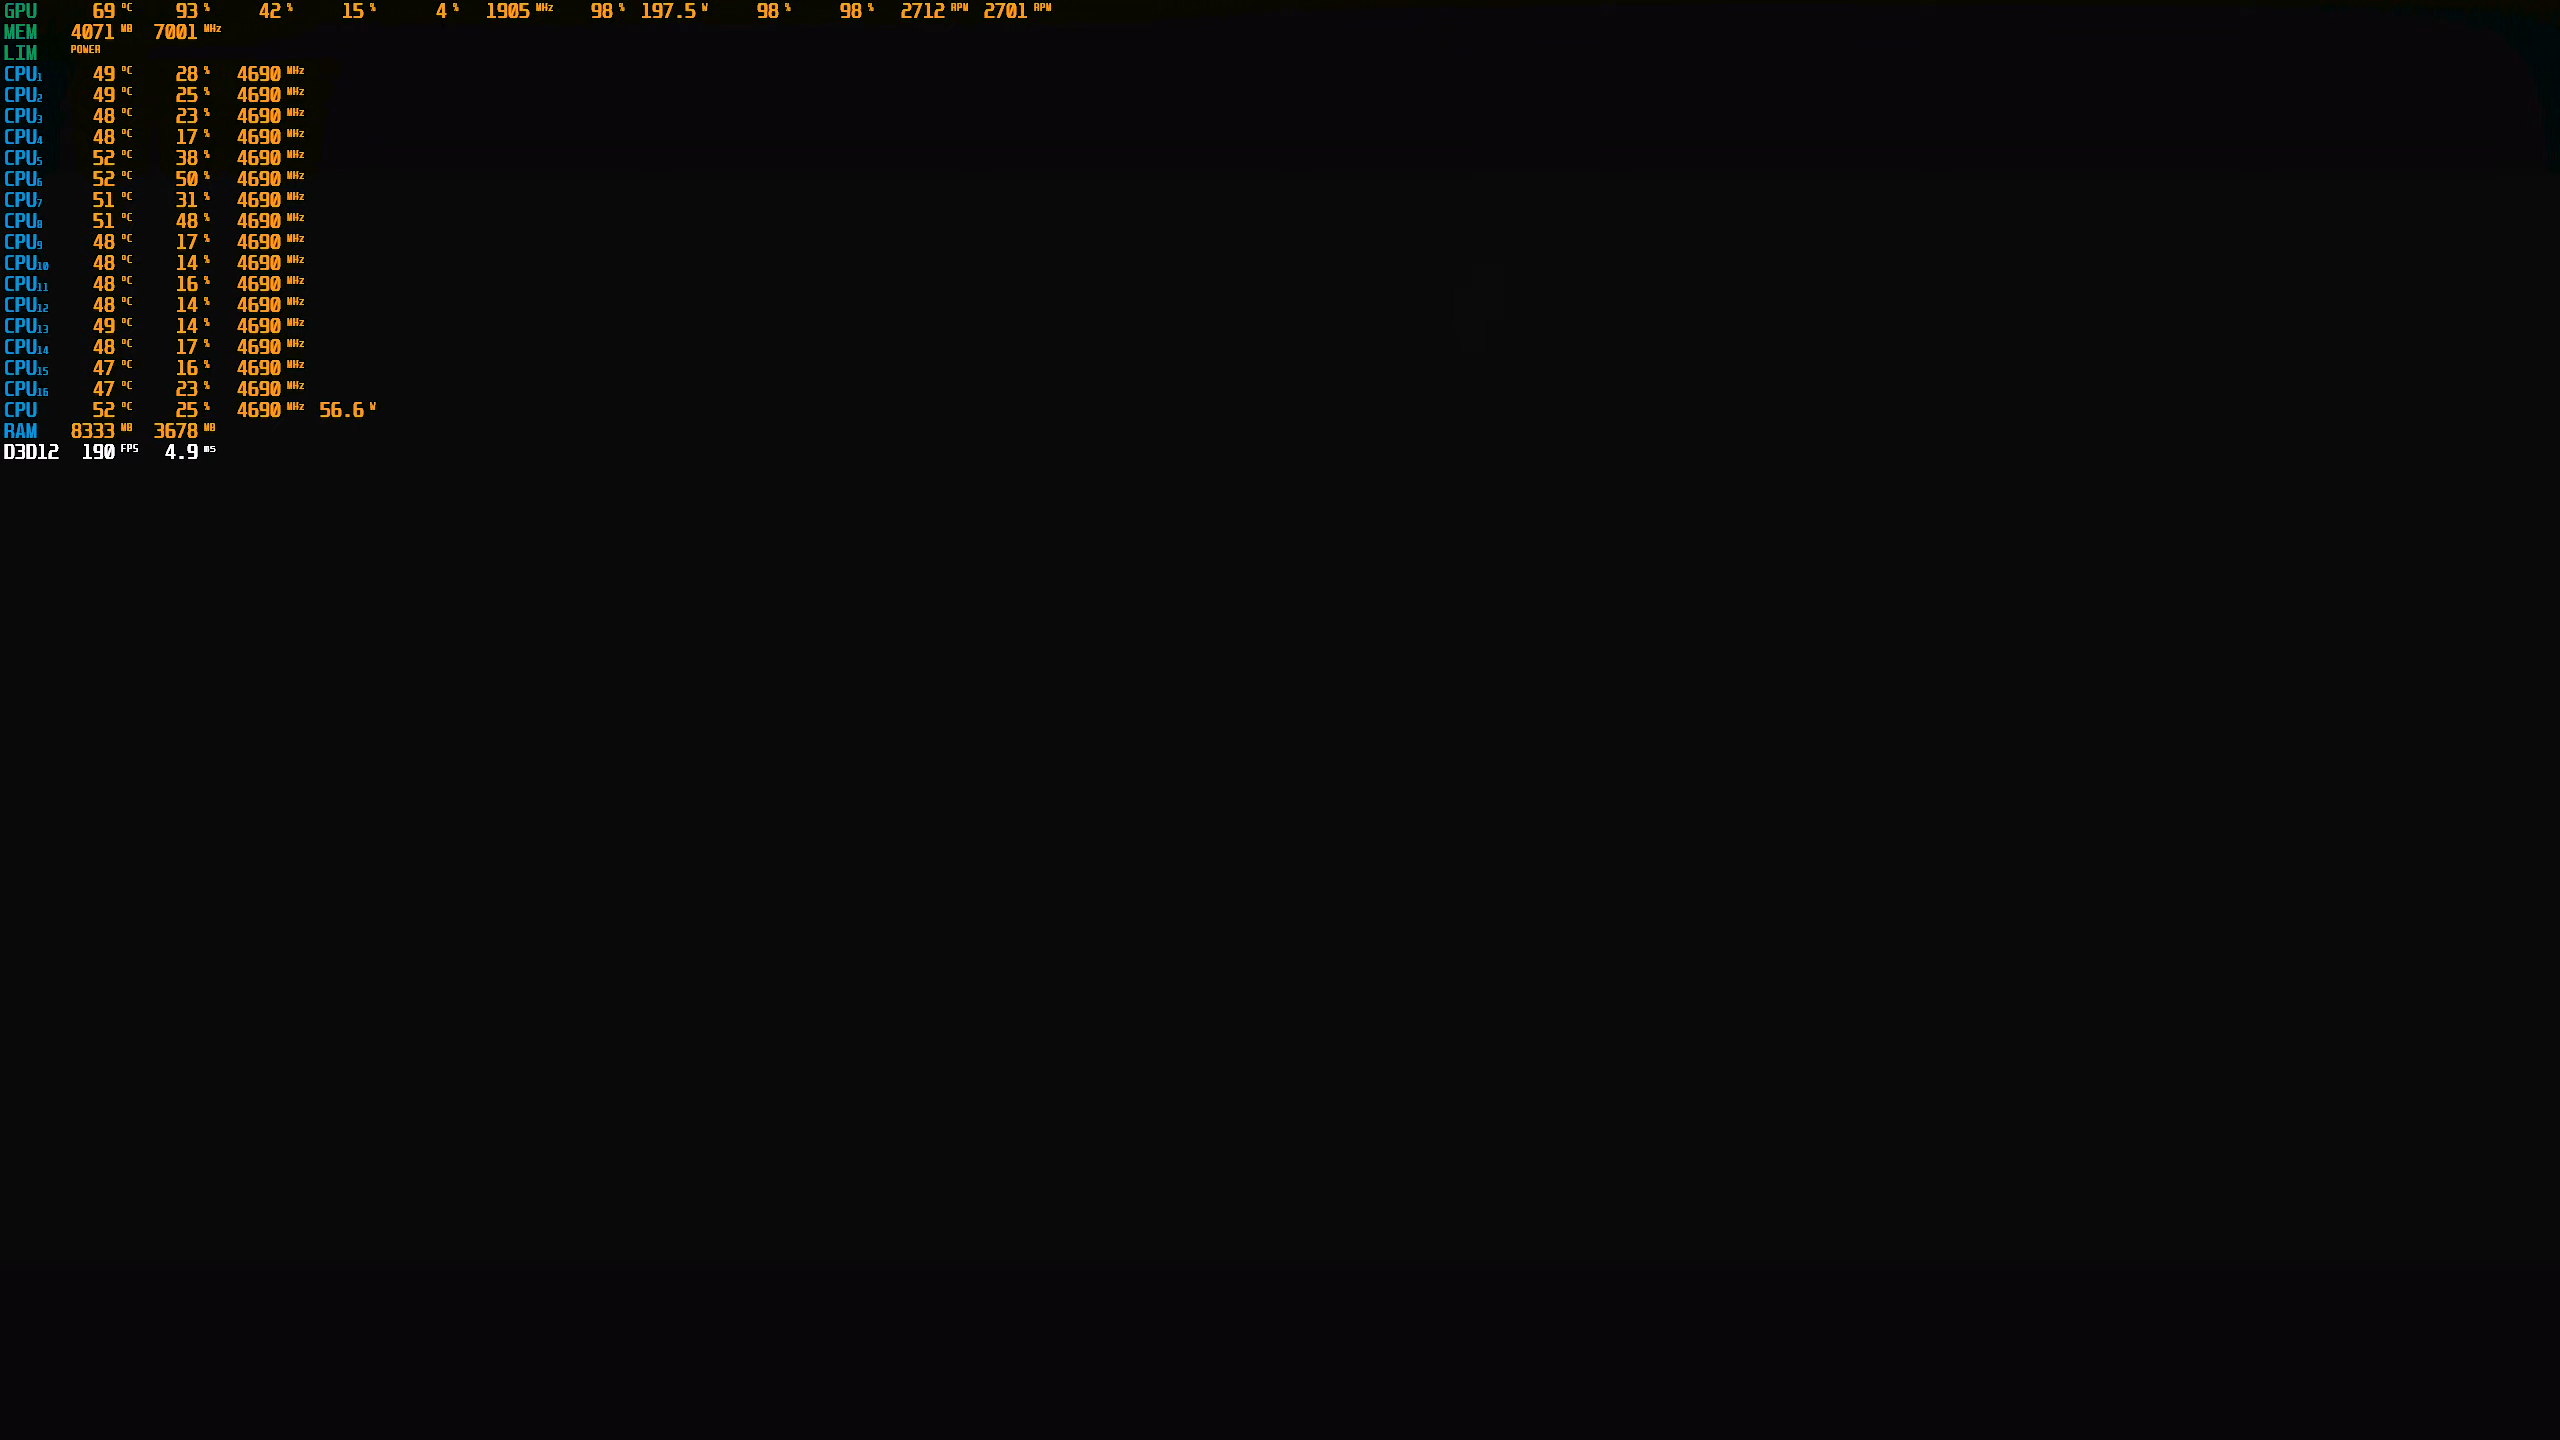 GPU 69 °C 93 % 42 % 15 % 4 % 1905 MHz 98 % 197.5 W 98 % 98 % 2712 RPM 2701 RPM
MEM 4071 MB 7001 MHz
LIM POWER
CPU1 49 °C 28 % 4690 MHz
CPU2 49 °C 25 % 4690 MHz
CPU3 48 °C 23 % 4690 MHz
CPU4 48 °C 17 % 4690 MHz
CPU5 52 °C 38 % 4690 MHz
CPU6 52 °C 50 % 4690 MHz
CPU7 51 °C 31 % 4690 MHz
CPU8 51 °C 48 % 4690 MHz
CPU9 48 °C 17 % 4690 MHz
CPU10 48 °C 14 % 4690 MHz
CPU11 48 °C 16 % 4690 MHz
CPU12 48 °C 14 % 4690 MHz
CPU13 49 °C 14 % 4690 MHz
CPU14 48 °C 17 % 4690 MHz
CPU15 47 °C 16 % 4690 MHz
CPU16 47 °C 23 % 4690 MHz
CPU 52 °C 25 % 4690 MHz 56.6 W
RAM 8333 MB 3678 MB
D3D12 190 FPS 4.9 ms